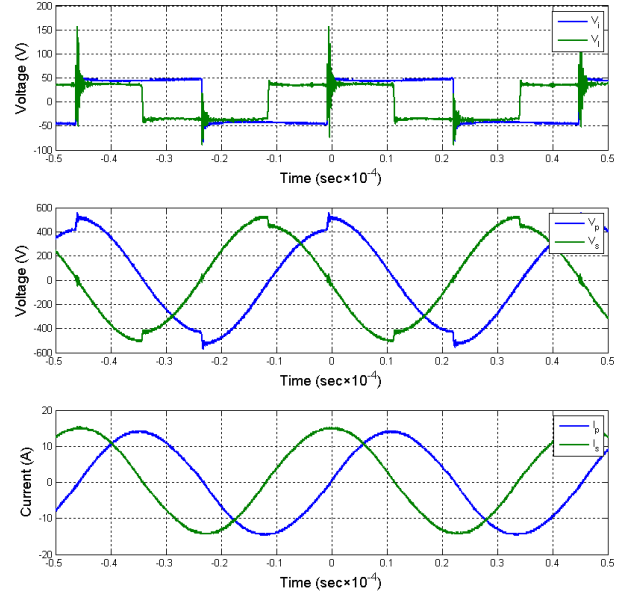 200
150
100
50
0
-50
-100
Voltage (V)
V_i
V_l
-0.5 -0.4 -0.3 -0.2 -0.1 0 0.1 0.2 0.3 0.4 0.5
Time (sec×10^-4)
600
400
200
0
-200
-400
-600
Voltage (V)
V_p
V_s
-0.5 -0.4 -0.3 -0.2 -0.1 0 0.1 0.2 0.3 0.4 0.5
Time (sec×10^-4)
20
10
0
-10
-20
Current (A)
I_p
I_s
-0.5 -0.4 -0.3 -0.2 -0.1 0 0.1 0.2 0.3 0.4 0.5
Time (sec×10^-4)